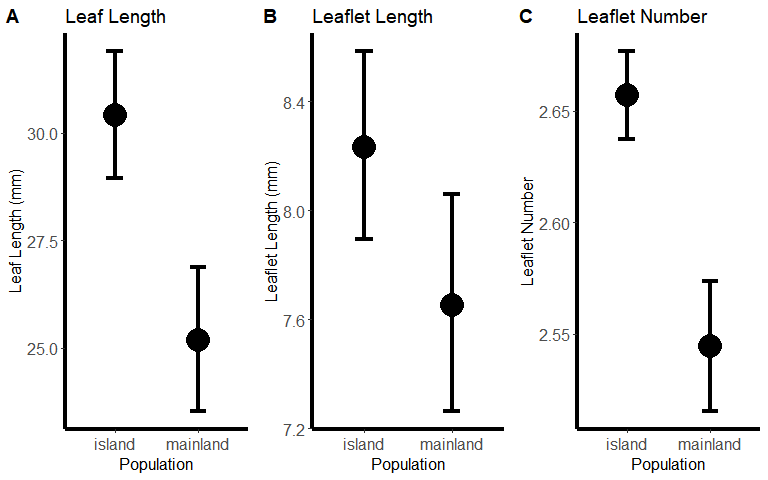 A Leaf Length
Leaf Length (mm)
30.0
27.5
25.0
island mainland
Population
B Leaflet Length
Leaflet Length (mm)
8.4
8.0
7.6
7.2
island mainland
Population
C Leaflet Number
Leaflet Number
2.65
2.60
2.55
island mainland
Population